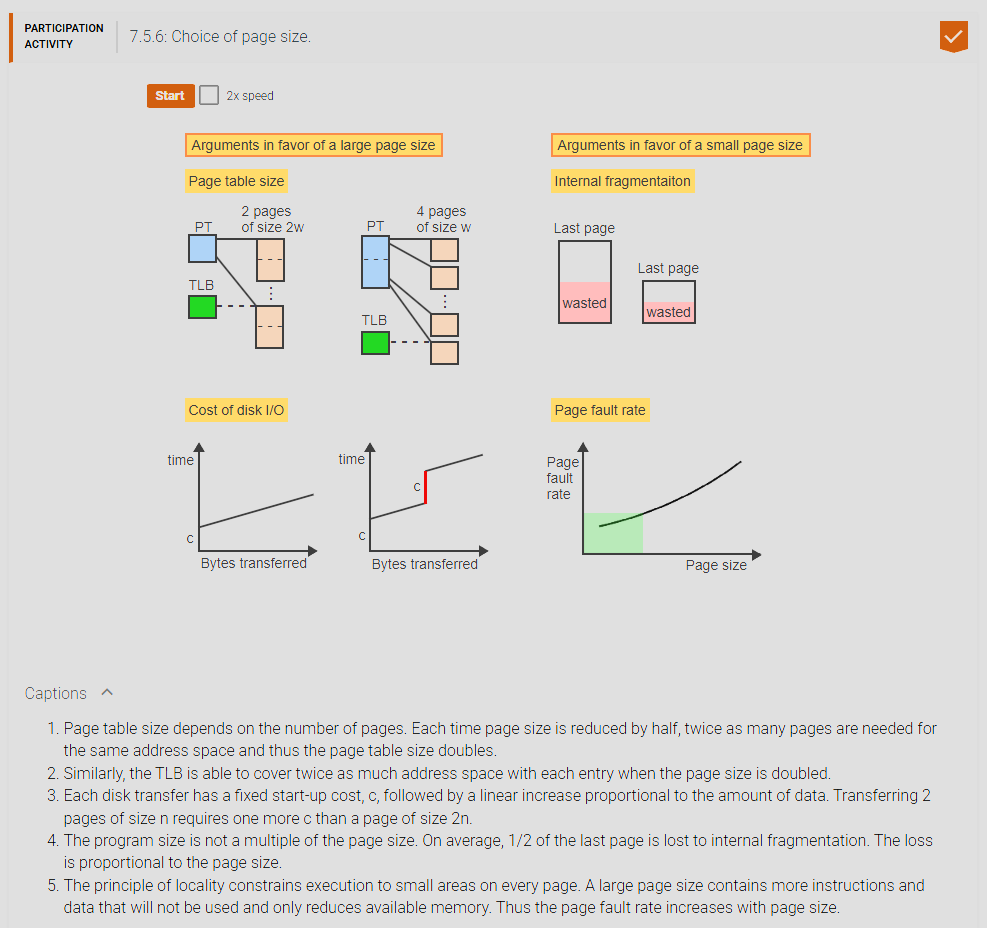 PARTICIPATION
ACTIVITY
7.5.6: Choice of page size.
Start
2x speed
Arguments in favor of a large page size
Page table size
PT
2 pages
of size 2w
TLB
PT
4 pages
of size w
TLB
Cost of disk I/O
time
c
Bytes transferred
time
c
c
Bytes transferred
Arguments in favor of a small page size
Internal fragmentaiton
Last page
wasted
Last page
wasted
Page fault rate
Page
fault
rate
Page size
Captions
1. Page table size depends on the number of pages. Each time page size is reduced by half, twice as many pages are needed for
the same address space and thus the page table size doubles.
2. Similarly, the TLB is able to cover twice as much address space with each entry when the page size is doubled.
3. Each disk transfer has a fixed start-up cost, c, followed by a linear increase proportional to the amount of data. Transferring 2
pages of size n requires one more c than a page of size 2n.
4. The program size is not a multiple of the page size. On average, 1/2 of the last page is lost to internal fragmentation. The loss
is proportional to the page size.
5. The principle of locality constrains execution to small areas on every page. A large page size contains more instructions and
data that will not be used and only reduces available memory. Thus the page fault rate increases with page size.